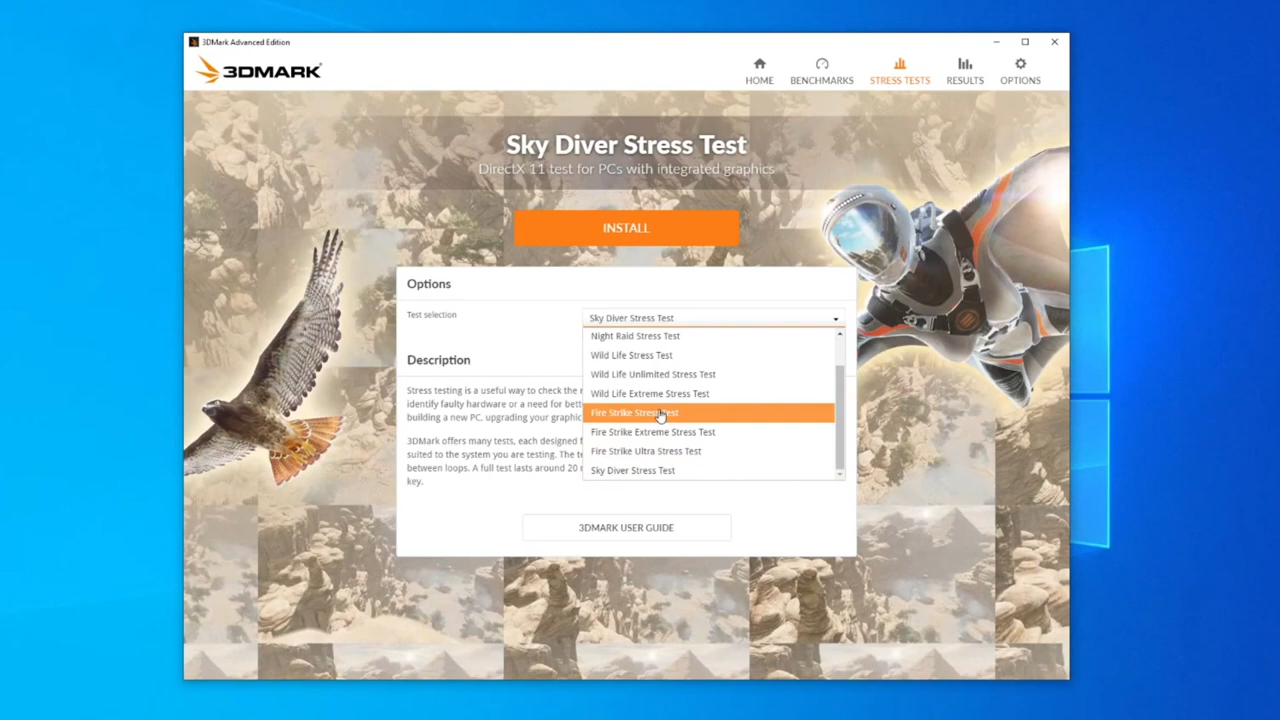 3DMark Advanced Edition
3DMARK
HOME BENCHMARKS STRESS TESTS RESULTS OPTIONS
Sky Diver Stress Test
DirectX 11 test for PCs with integrated graphics
INSTALL
Options
Test selection
Sky Diver Stress Test
Night Raid Stress Test
Wild Life Stress Test
Wild Life Unlimited Stress Test
Wild Life Extreme Stress Test
Fire Strike Stress Test
Fire Strike Extreme Stress Test
Fire Strike Ultra Stress Test
Sky Diver Stress Test
Description
Stress testing is a useful way to check the
identify faulty hardware or a need for
building a new PC, upgrading your
3DMark offers many tests, each designed
suited to the system you are testing. The
between loops. A full test lasts around 20
key.
3DMARK USER GUIDE